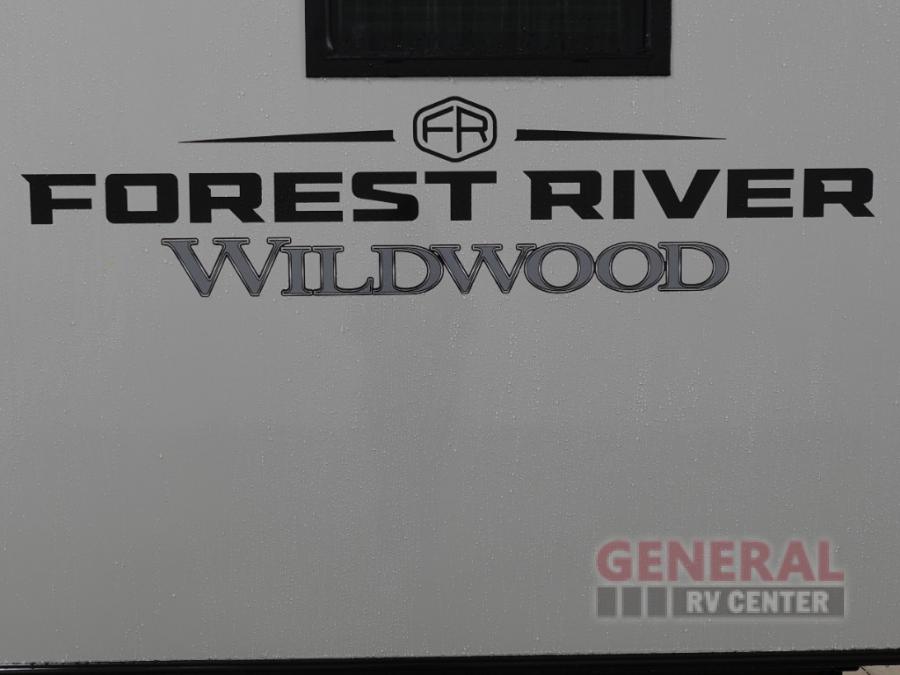 FR
FOREST RIVER
WILDWOOD
GENERAL
RV CENTER